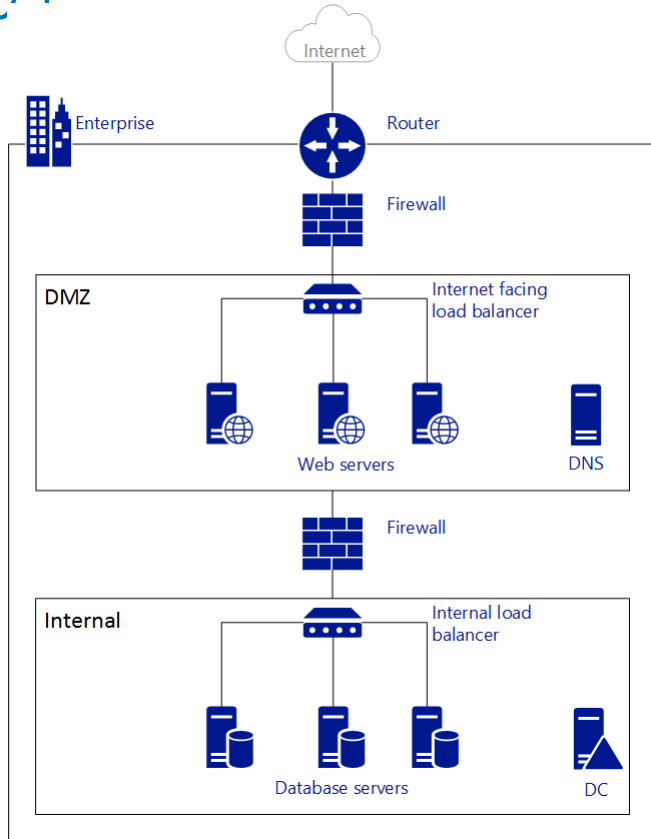 Internet
Enterprise
Router
Firewall
DMZ
Internet facing
load balancer
Web servers
DNS
Firewall
Internal
Internal load
balancer
Database servers
DC